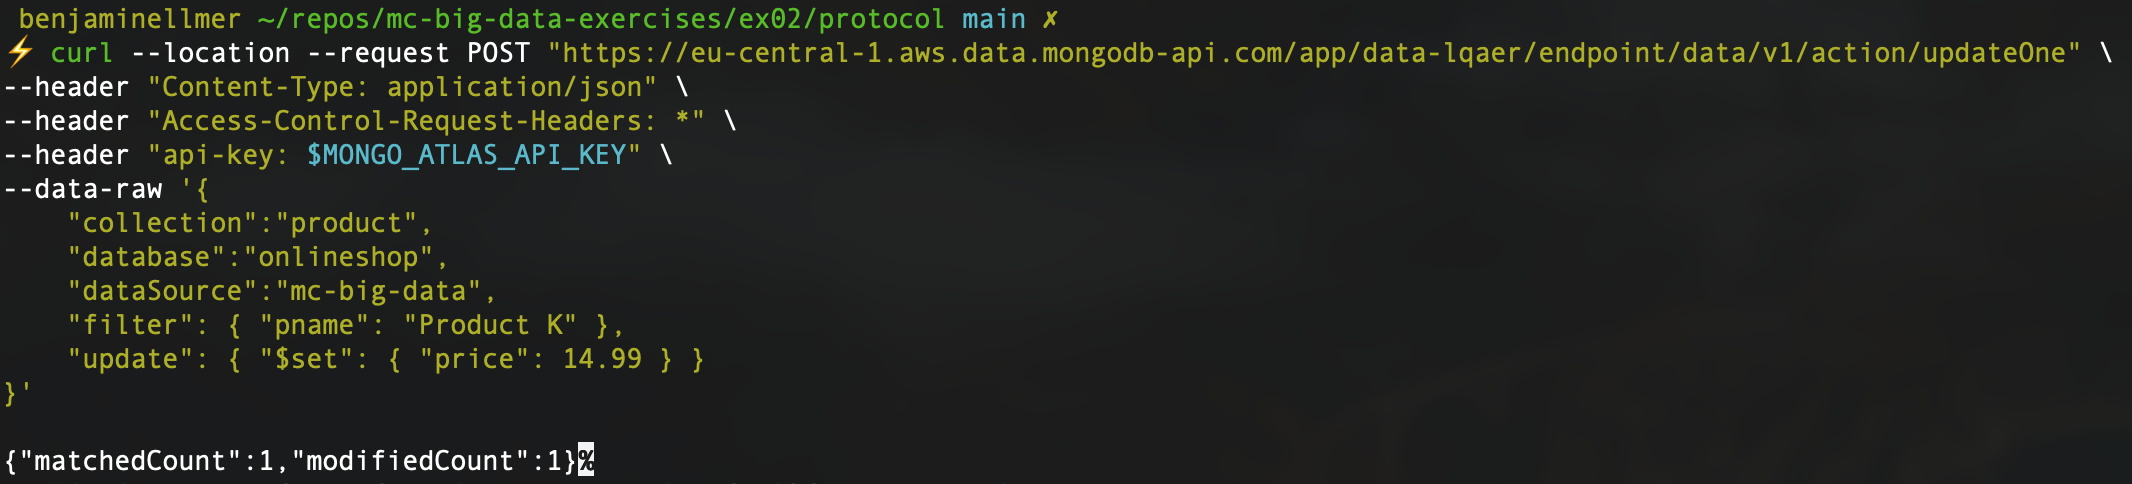 benjaminellmer ~/repos/mc-big-data-exercises/ex02/protocol main ✗
⚡ curl --location --request POST "https://eu-central-1.aws.data.mongodb-api.com/app/data-lqaer/endpoint/data/v1/action/updateOne" \
--header "Content-Type: application/json" \
--header "Access-Control-Request-Headers: *" \
--header "api-key: $MONGO_ATLAS_API_KEY" \
--data-raw '{
    "collection":"product",
    "database":"onlineshop",
    "dataSource":"mc-big-data",
    "filter": { "pname": "Product K" },
    "update": { "$set": { "price": 14.99 } }
}'
{"matchedCount":1,"modifiedCount":1}%